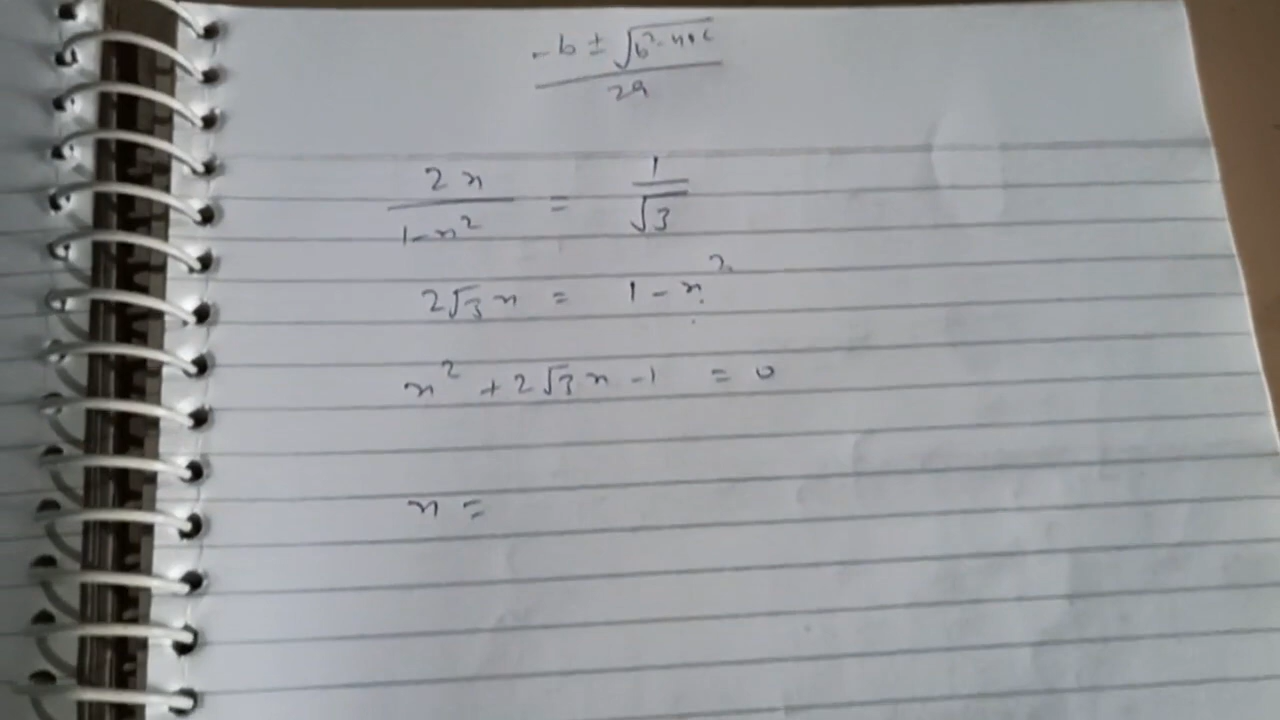 -b ± √(b² - 4ac) / 2a
2x / (1 - x²) = 1 / √3
2√3 x = 1 - x²
x² + 2√3 x - 1 = 0
x =